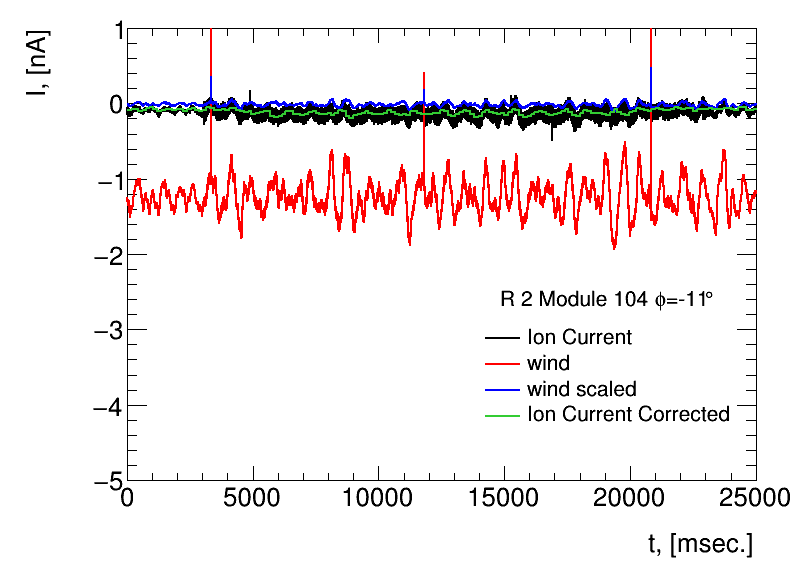 I, [nA]
1
0
−1
−2
−3
−4
−5
R 2 Module 104 ϕ=-11°
Ion Current
wind
wind scaled
Ion Current Corrected
0 5000 10000 15000 20000 25000
t, [msec.]